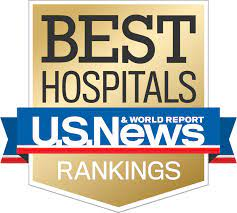 BEST
HOSPITALS
U.S.News
& WORLD REPORT
RANKINGS